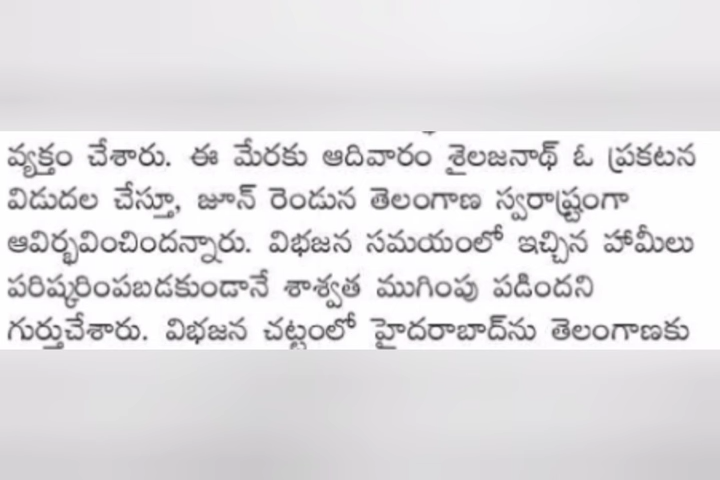 వ్యక్తం చేశారు. ఈ మేరకు ఆదివారం శైలజనాథ్ ఓ ప్రకటన
విడుదల చేస్తూ, జూన్ రెండున తెలంగాణ స్వరాష్ట్రంగా
ఆవిర్భవించిందన్నారు. విభజన సమయంలో ఇచ్చిన హామీలు
పరిష్కరింపబడకుండానే శాశ్వత ముగింపు పడిందని
గుర్తుచేశారు. విభజన చట్టంలో హైదరాబాద్‌ను తెలంగాణకు